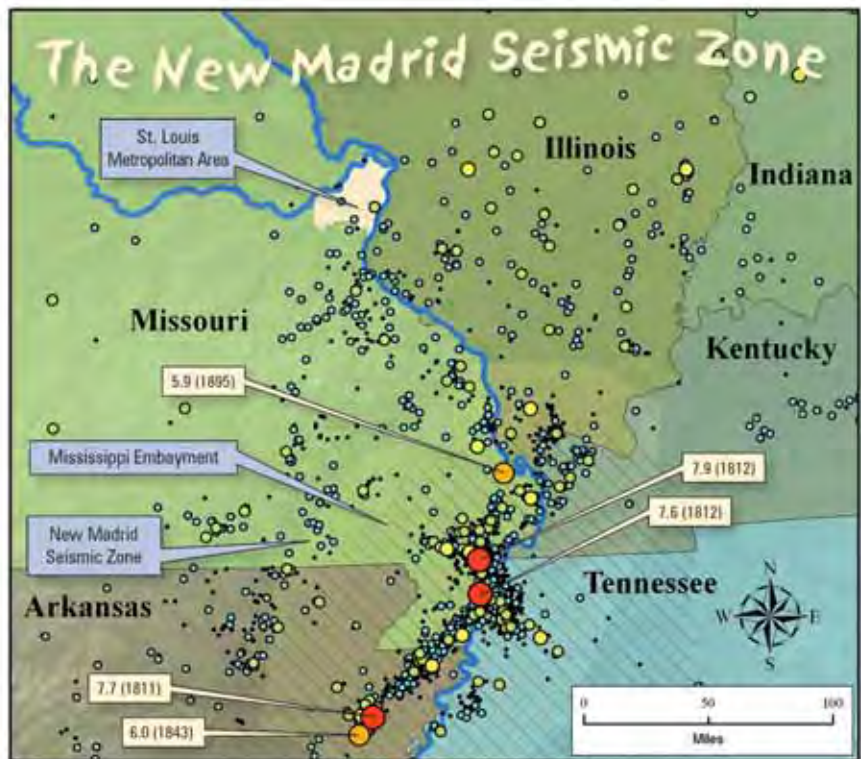 The New Madrid Seismic Zone
St. Louis
Metropolitan Area
Illinois
Indiana
Missouri
Kentucky
5.9 (1895)
Mississippi Embayment
7.9 (1812)
7.6 (1812)
New Madrid
Seismic Zone
Tennessee
Arkansas
N
W E
S
7.7 (1811)
6.0 (1843)
0 50 100
Miles